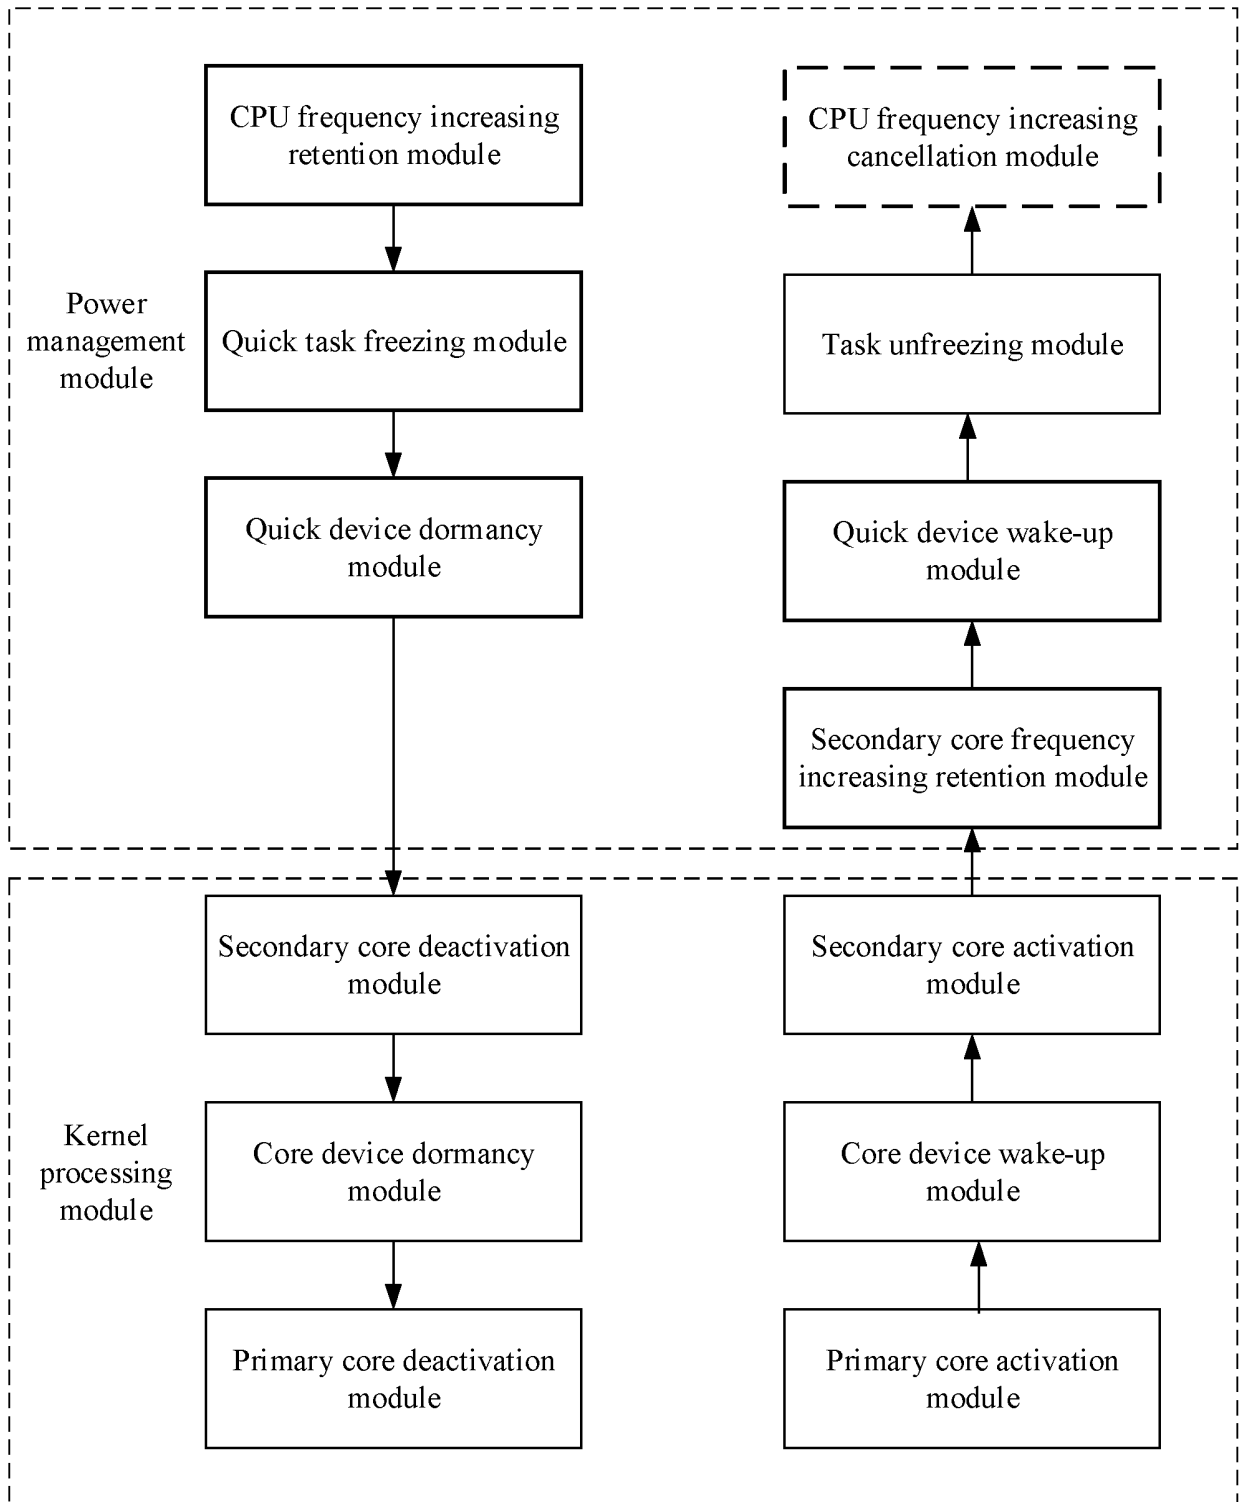 CPU frequency increasing
retention module
CPU frequency increasing
cancellation module
Power
management
module
Quick task freezing module
Task unfreezing module
Quick device dormancy
module
Quick device wake-up
module
Secondary core frequency
increasing retention module
Secondary core deactivation
module
Secondary core activation
module
Kernel
processing
module
Core device dormancy
module
Core device wake-up
module
Primary core deactivation
module
Primary core activation
module